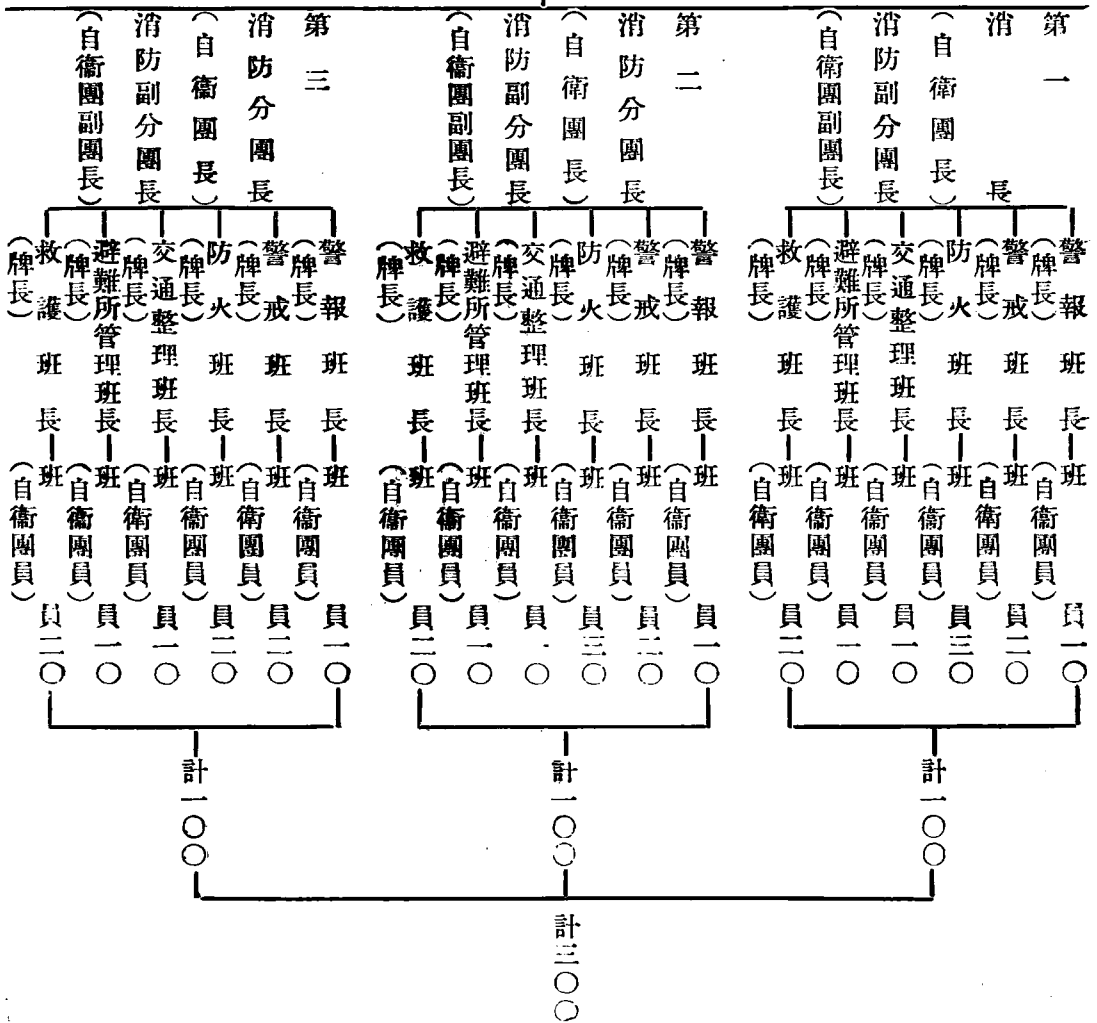 第一
消長
(自衛團長)
消防副分團長
(自衛團副團長)
警報班長
(牌長)
班員一〇
(自衛團員)
警戒班長
(牌長)
班員二〇
(自衛團員)
防火班長
(牌長)
班員三〇
(自衛團員)
交通整理班長
(牌長)
班員一〇
(自衛團員)
避難所管理班長
(牌長)
班員一〇
(自衛團員)
救護班長
(牌長)
班員二〇
(自衛團員)
計一〇〇
第二
消防分團長
(自衛團長)
消防副分團長
(自衛團副團長)
警報班長
(牌長)
班員一〇
(自衛團員)
警戒班長
(牌長)
班員二〇
(自衛團員)
防火班長
(牌長)
班員三〇
(自衛團員)
交通整理班長
(牌長)
班員一〇
(自衛團員)
避難所管理班長
(牌長)
班員一〇
(自衛團員)
救護班長
(牌長)
班員二〇
(自衛團員)
計一〇〇
第三
消防分團長
(自衛團長)
消防副分團長
(自衛團副團長)
警報班長
(牌長)
班員一〇
(自衛團員)
警戒班長
(牌長)
班員二〇
(自衛團員)
防火班長
(牌長)
班員二〇
(自衛團員)
交通整理班長
(牌長)
班員一〇
(自衛團員)
避難所管理班長
(牌長)
班員一〇
(自衛團員)
救護班長
(牌長)
班員二〇
(自衛團員)
計一〇〇
計三〇〇